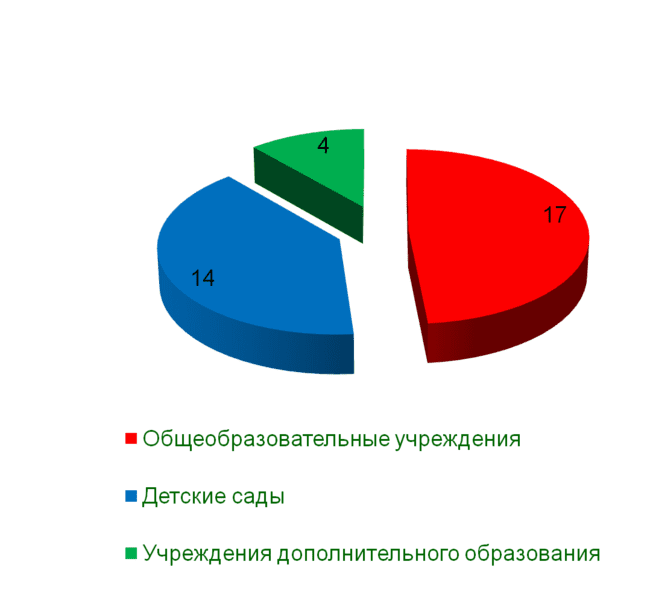 4
17
14
Общеобразовательные учреждения
Детские сады
Учреждения дополнительного образования